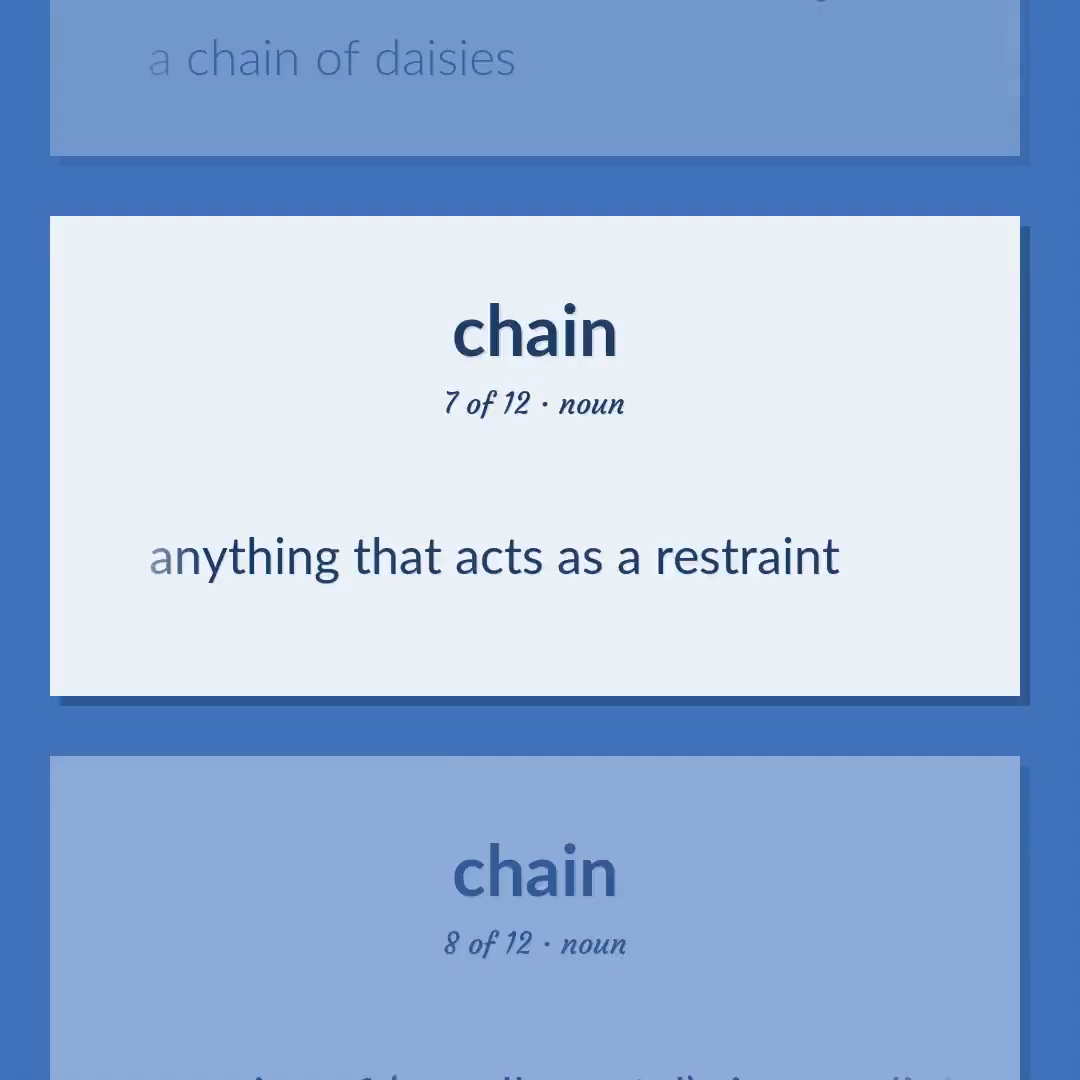 a chain of daisies
chain
7 of 12 · noun
anything that acts as a restraint
chain
8 of 12 · noun